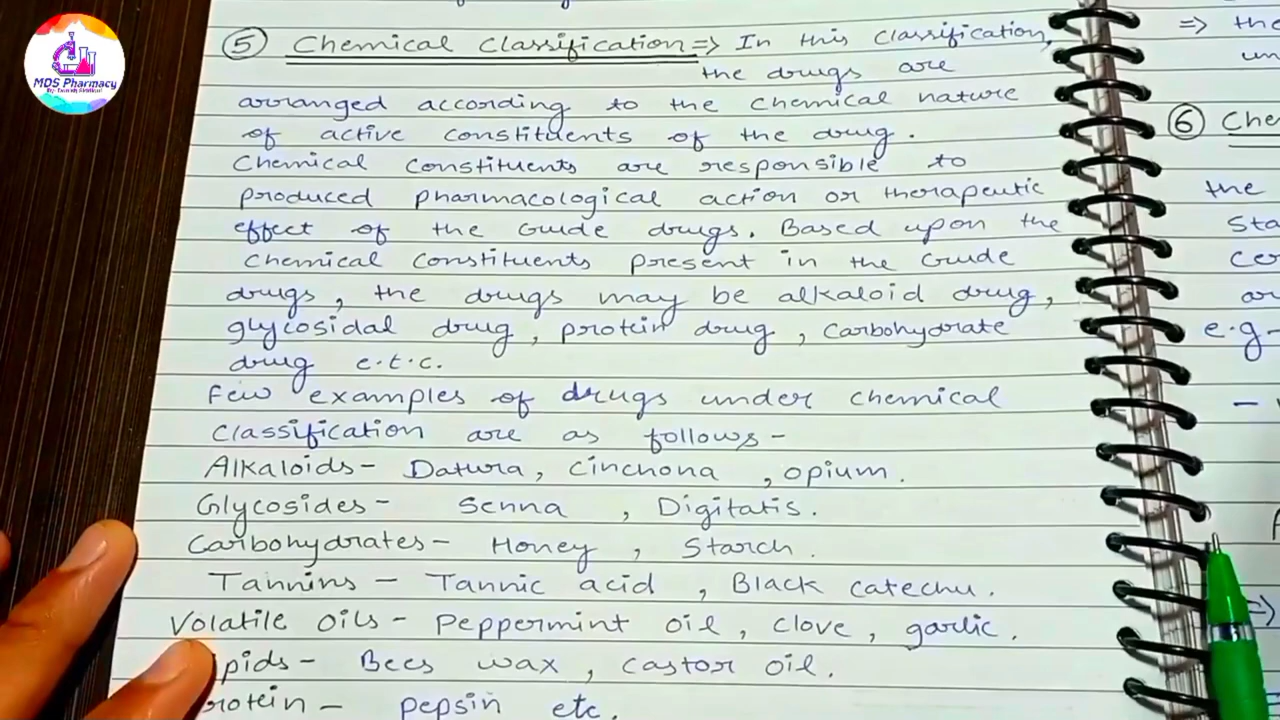 MDS Pharmacy
⑤ Chemical Classification ⇒ In this classification,
the drugs are
arranged according to the chemical nature
of active constituents of the drug.
Chemical constituents are responsible to
produced pharmacological action or therapeutic
effect of the crude drugs. Based upon the
chemical constituents present in the crude
drugs, the drugs may be alkaloid drug,
glycosidal drug, protein drug, carbohydrate
drug e.t.c.
Few examples of drugs under chemical
classification are as follows-
Alkaloids- Datura, Cinchona, opium.
Glycosides- Senna, Digitatis.
Carbohydrates- Honey, Starch.
Tannins - Tannic acid, Black catechu.
Volatile oils- Peppermint oil, clove, garlic.
pids- Bees wax, castor oil.
rotein - pepsin etc.
⇒ the
un
⑥ Che
the
Sta
cer
ar
e.g-